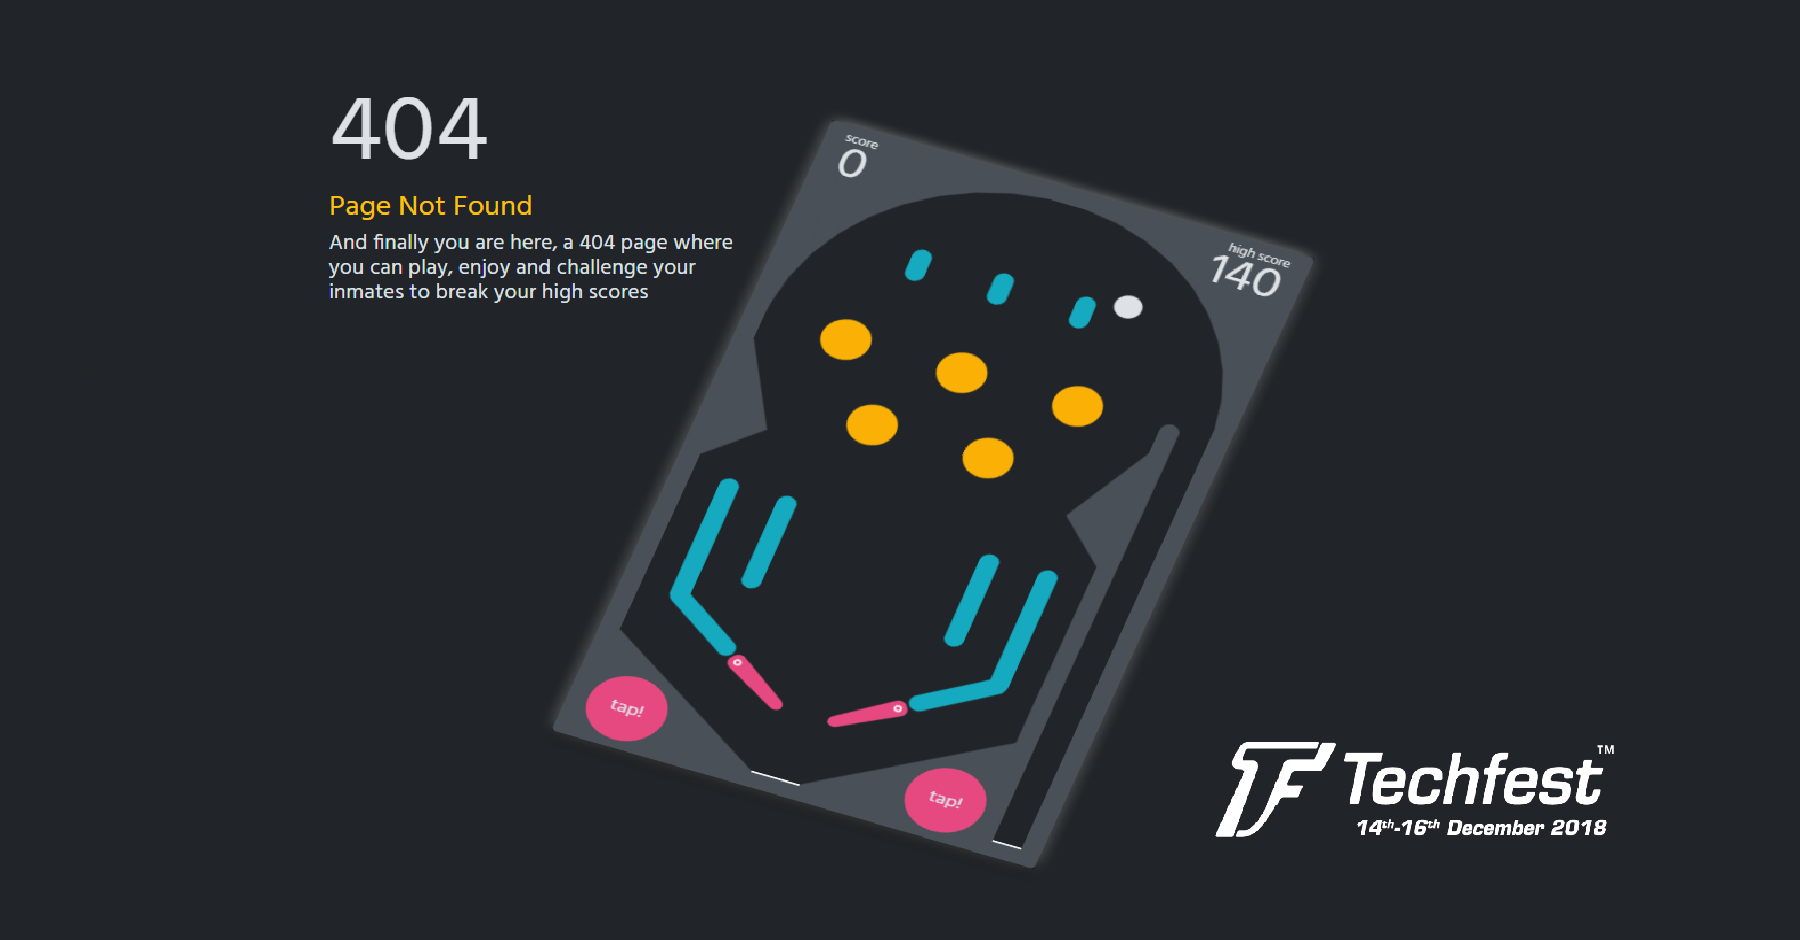 404
Page Not Found
And finally you are here, a 404 page where
you can play, enjoy and challenge your
inmates to break your high scores
score
0
high score
140
tap!
tap!
Techfest™
14th-16th December 2018